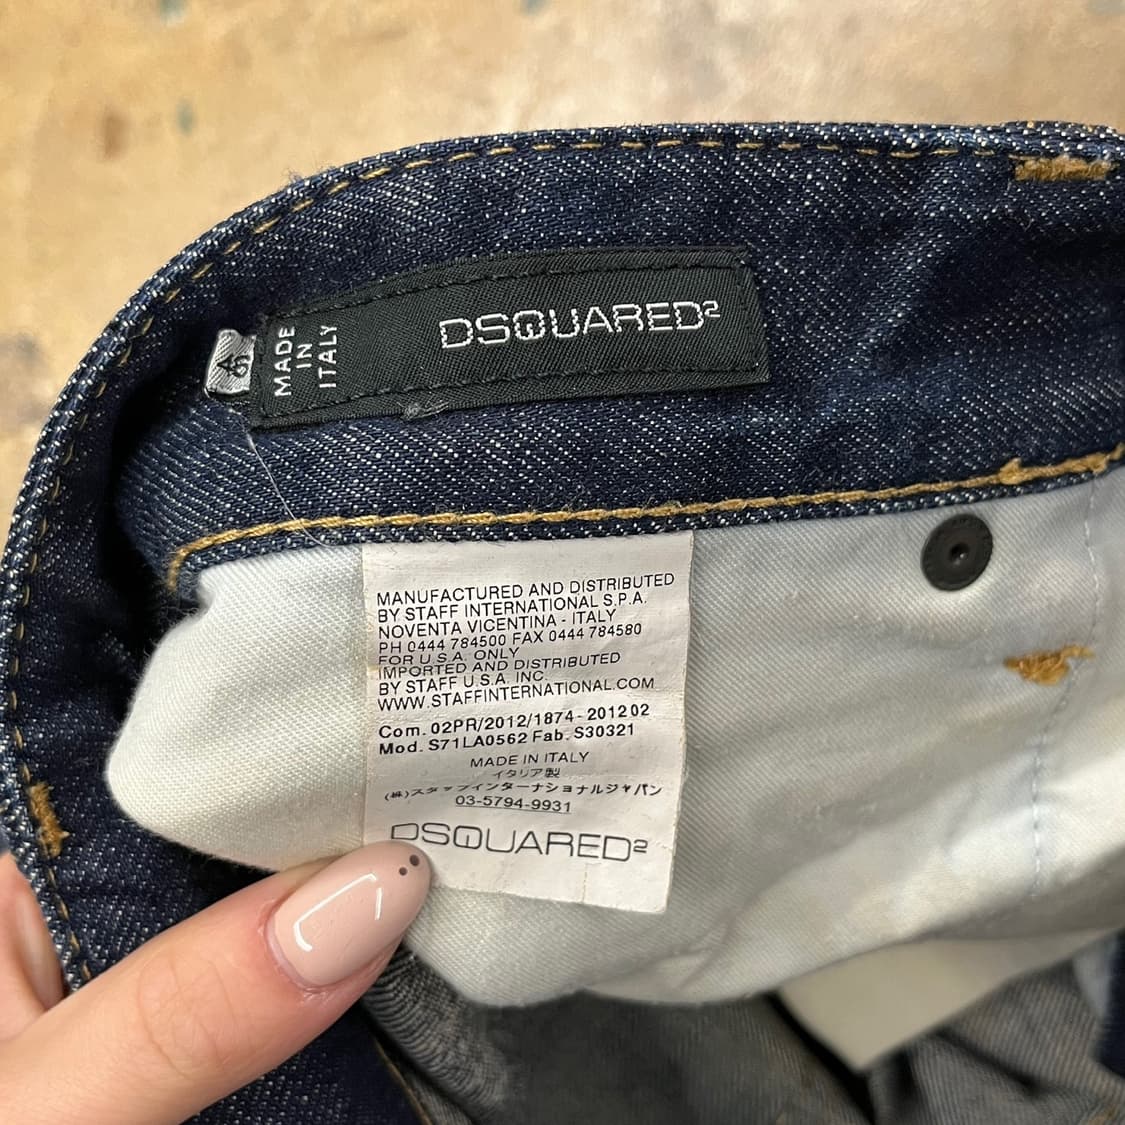 DSQUARED2
MADE
IN
ITALY
MANUFACTURED AND DISTRIBUTED
BY STAFF INTERNATIONAL S.P.A.
NOVENTA VICENTINA - ITALY
PH 0444 784500 FAX 0444 784580
FOR U.S.A. ONLY
IMPORTED AND DISTRIBUTED
BY STAFF U.S.A. INC.
WWW.STAFFINTERNATIONAL.COM
Com. 02PR/2012/1874 - 2012 02
Mod. S71LA0562 Fab. S30321
MADE IN ITALY
イタリア製
(株)スタッフインターナショナルジャパン
03-5794-9931
DSQUARED2